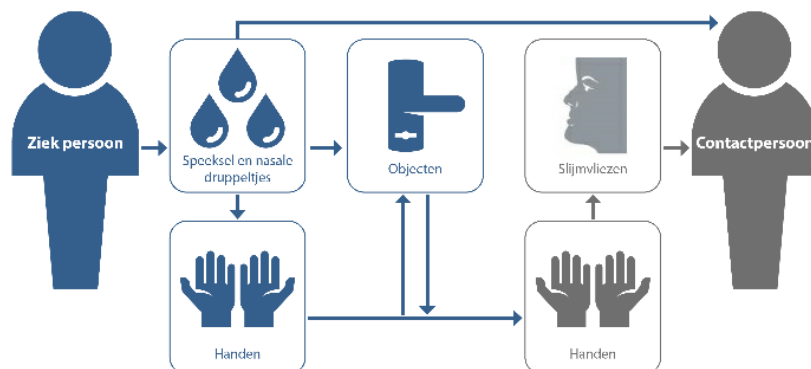 Ziek persoon
Speeksel en nasale
druppeltjes
Objecten
Slijmvliezen
Contactpersoon
Handen
Handen